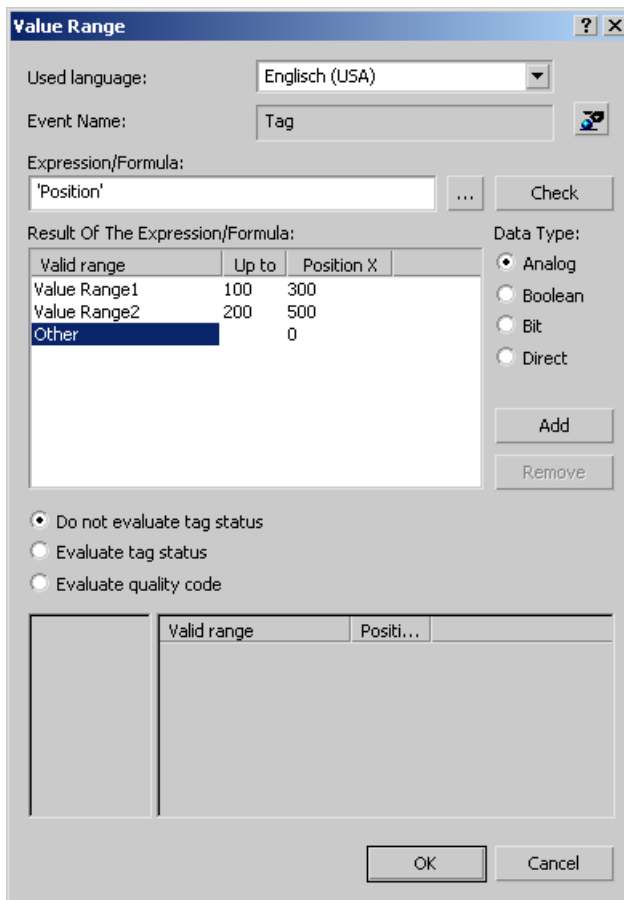 Value Range
Used language: Englisch (USA)
Event Name: Tag
Expression/Formula:
'Position' ... Check
Result Of The Expression/Formula: Data Type:
Valid range Up to Position X
Value Range1 100 300
Value Range2 200 500
Other 0
Analog
Boolean
Bit
Direct
Add
Remove
Do not evaluate tag status
Evaluate tag status
Evaluate quality code
Valid range Positi...
OK Cancel